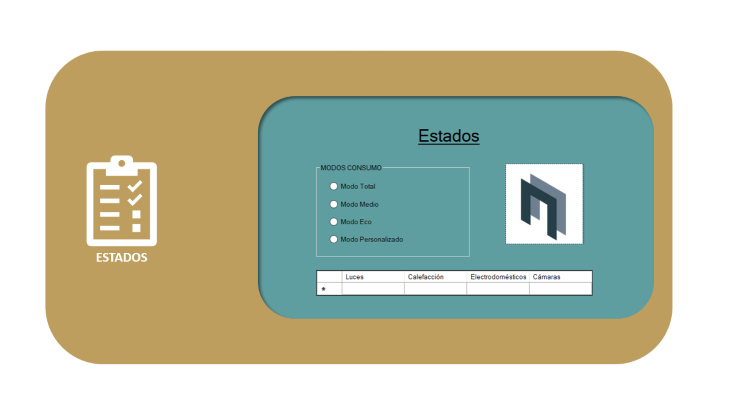 Estados
MODOS CONSUMO
Modo Total
Modo Medio
Modo Eco
Modo Personalizado
ESTADOS
Luces Calefacción Electrodomésticos Cámaras